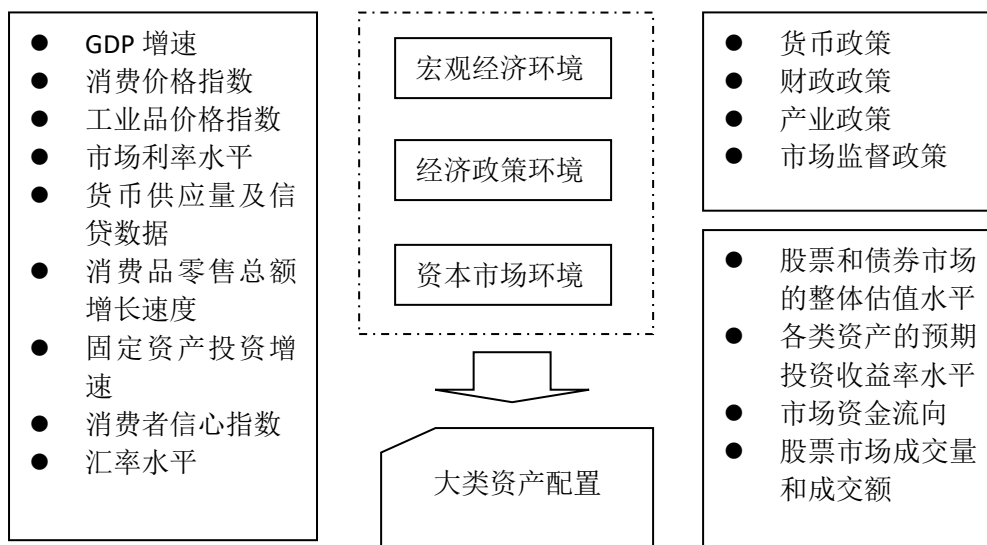 ● GDP 增速
● 消费价格指数
● 工业品价格指数
● 市场利率水平
● 货币供应量及信
贷数据
● 消费品零售总额
增长速度
● 固定资产投资增
速
● 消费者信心指数
● 汇率水平
宏观经济环境
经济政策环境
资本市场环境
大类资产配置
● 货币政策
● 财政政策
● 产业政策
● 市场监督政策
● 股票和债券市场
的整体估值水平
● 各类资产的预期
投资收益率水平
● 市场资金流向
● 股票市场成交量
和成交额